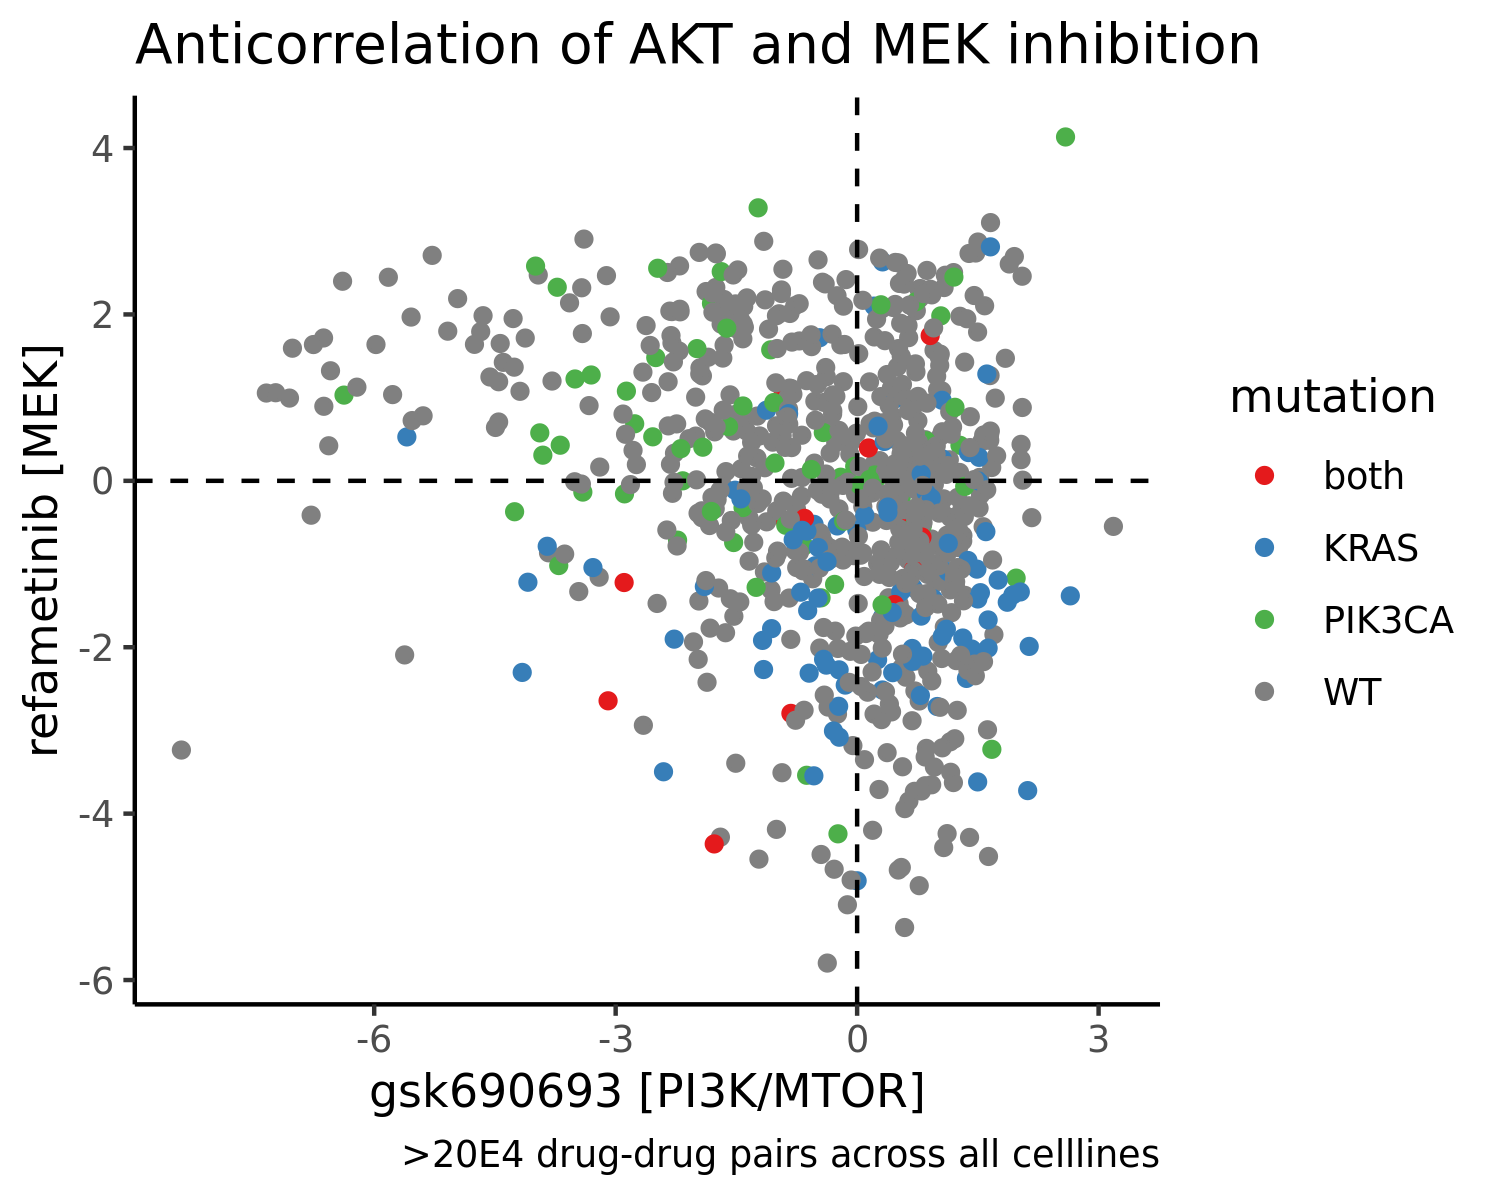 Anticorrelation of AKT and MEK inhibition
refametinib [MEK]
4
2
0
-2
-4
-6
-6 -3 0 3
gsk690693 [PI3K/MTOR]
>20E4 drug-drug pairs across all celllines
mutation
both
KRAS
PIK3CA
WT